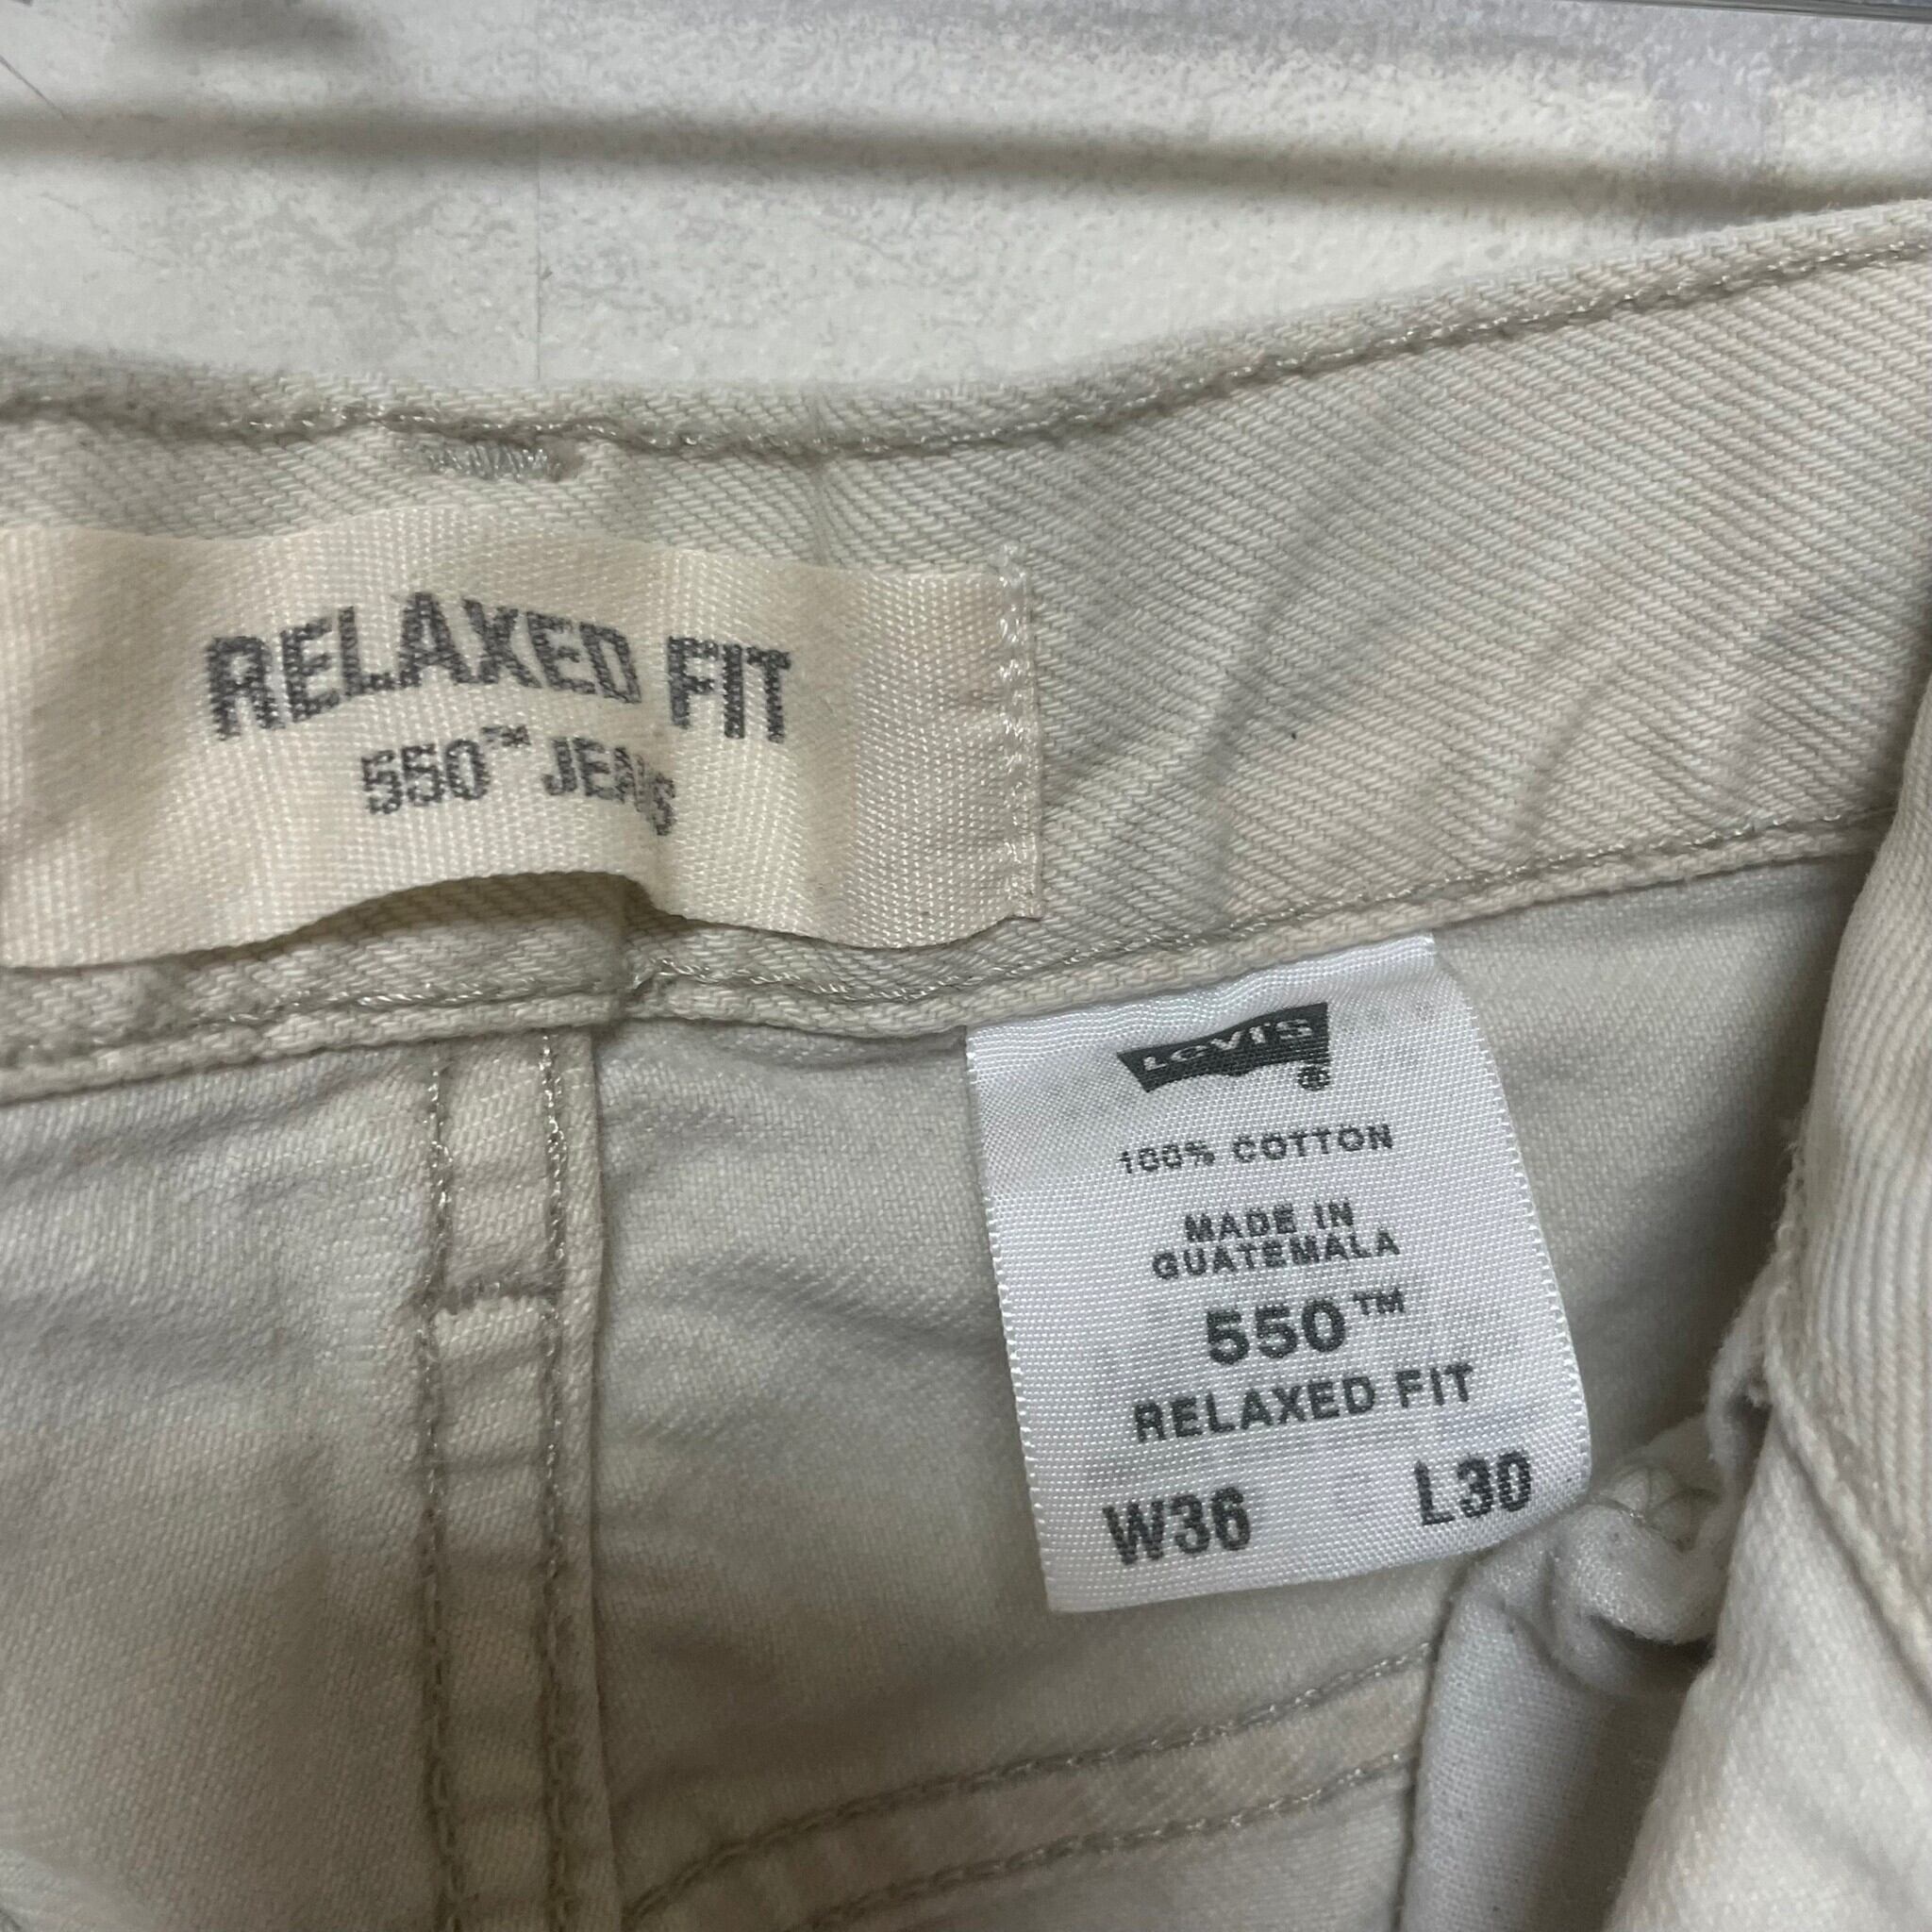 RELAXED FIT
550™ JEANS
Levi's
®
100% COTTON
MADE IN
GUATEMALA
550™
RELAXED FIT
W36 L30